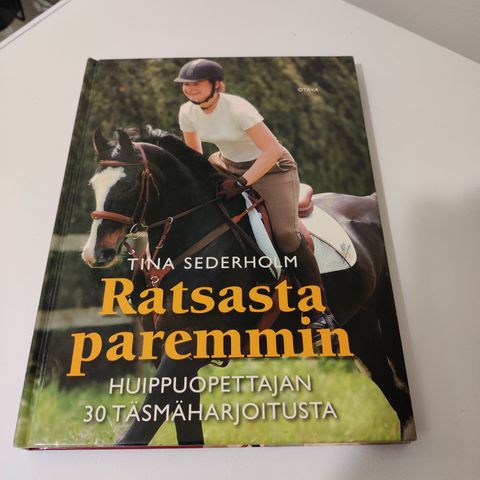 OTAVA
TINA SEDERHOLM
Ratsasta
paremmin
HUIPPUOPETTAJAN
30 TÄSMÄHARJOITUSTA